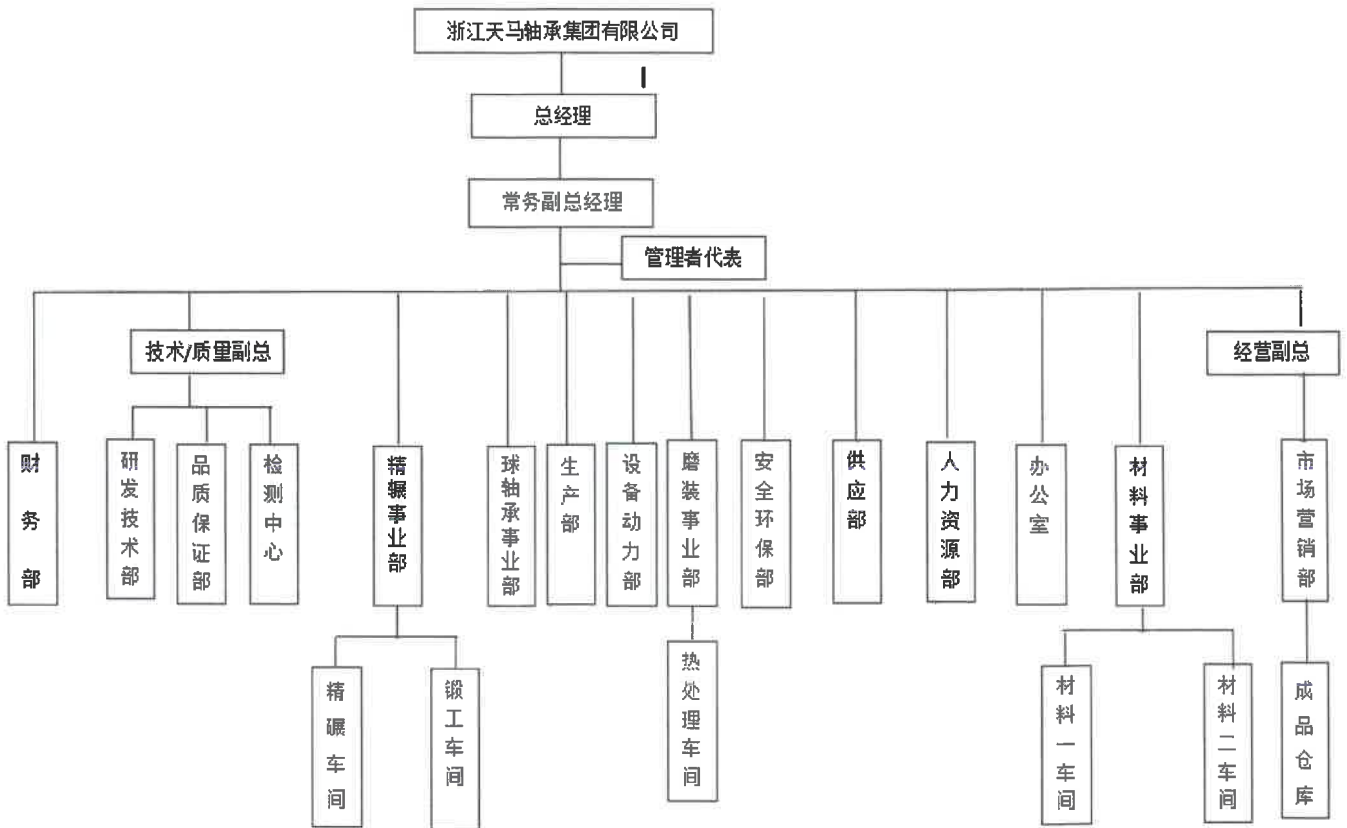 浙江天马轴承集团有限公司
总经理
常务副总经理
管理者代表
技术/质量副总
经营副总
财务部
研发技术部
品质保证部
检测中心
精辗事业部
球轴承事业部
生产部
设备动力部
磨装事业部
安全环保部
供应部
人力资源部
办公室
材料事业部
市场营销部
精碾车间
锻工车间
热处理车间
材料一车间
材料二车间
成品仓库